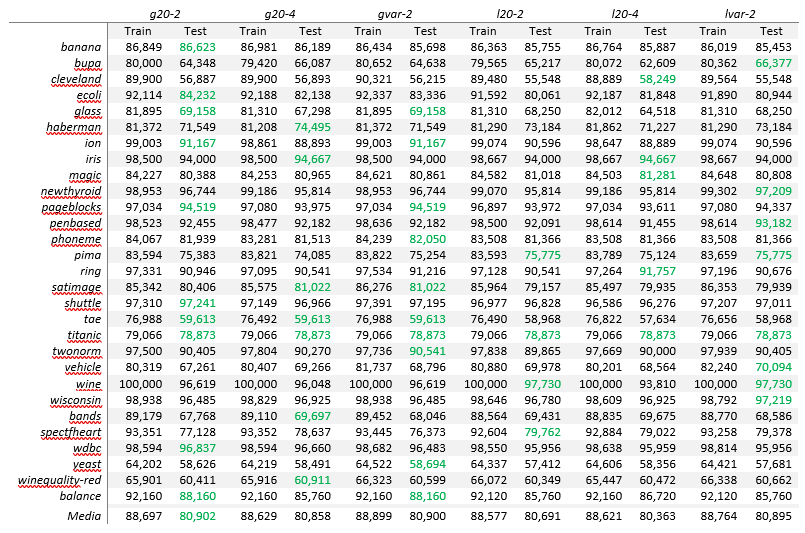 g20-2 g20-4 gvar-2 l20-2 l20-4 lvar-2
Train Test Train Test Train Test Train Test Train Test Train Test
banana 86,849 86,623 86,981 86,189 86,434 85,698 86,363 85,755 86,764 85,887 86,019 85,453
bupa 80,000 64,348 79,420 66,087 80,652 64,638 79,565 65,217 80,072 62,609 80,362 66,377
cleveland 89,900 56,887 89,900 56,893 90,321 56,215 89,480 55,548 88,889 58,249 89,564 55,548
ecoli 92,114 84,232 92,188 82,138 92,337 83,336 91,592 80,061 92,187 81,848 91,890 80,944
glass 81,895 69,158 81,310 67,298 81,895 69,158 81,310 68,250 82,012 64,518 81,310 68,250
haberman 81,372 71,549 81,208 74,495 81,372 71,549 81,290 73,184 81,862 71,227 81,290 73,184
ion 99,003 91,167 98,861 88,893 99,003 91,167 99,074 90,596 98,647 88,889 99,074 90,596
iris 98,500 94,000 98,500 94,667 98,500 94,000 98,667 94,000 98,667 94,667 98,667 94,000
magic 84,227 80,388 84,253 80,965 84,621 80,861 84,582 81,018 84,503 81,281 84,648 80,808
newthyroid 98,953 96,744 99,186 95,814 98,953 96,744 99,070 95,814 99,186 95,814 99,302 97,209
pageblocks 97,034 94,519 97,080 93,975 97,034 94,519 96,897 93,972 97,034 93,611 97,080 94,337
penbased 98,523 92,455 98,477 92,182 98,636 92,182 98,500 92,091 98,614 91,455 98,614 93,182
phoneme 84,067 81,939 83,281 81,513 84,239 82,050 83,508 81,366 83,508 81,366 83,508 81,366
pima 83,594 75,383 83,821 74,085 83,822 75,254 83,593 75,775 83,789 75,124 83,659 75,775
ring 97,331 90,946 97,095 90,541 97,534 91,216 97,128 90,541 97,264 91,757 97,196 90,676
satimage 85,342 80,406 85,575 81,022 86,276 81,022 85,964 79,157 85,497 79,935 86,353 79,939
shuttle 97,310 97,241 97,149 96,966 97,391 97,195 96,977 96,828 96,586 96,276 97,207 97,011
tae 76,988 59,613 76,492 59,613 76,988 59,613 76,490 58,968 76,822 57,634 76,656 58,968
titanic 79,066 78,873 79,066 78,873 79,066 78,873 79,066 78,873 79,066 78,873 79,066 78,873
twonorm 97,500 90,405 97,804 90,270 97,736 90,541 97,838 89,865 97,669 90,000 97,939 90,405
vehicle 80,319 67,261 80,407 69,266 81,737 68,796 80,880 69,978 80,201 68,564 82,240 70,094
wine 100,000 96,619 100,000 96,048 100,000 96,619 100,000 97,730 100,000 93,810 100,000 97,730
wisconsin 98,938 96,485 98,829 96,925 98,938 96,485 98,646 96,780 98,609 96,925 98,792 97,219
bands 89,179 67,768 89,110 69,697 89,452 68,046 88,564 69,431 88,835 69,675 88,770 68,586
spectfheart 93,351 77,128 93,352 78,637 93,445 76,373 92,604 79,762 92,884 79,022 93,258 79,378
wdbc 98,594 96,837 98,594 96,660 98,682 96,483 98,550 95,956 98,638 95,959 98,814 95,956
yeast 64,202 58,626 64,219 58,491 64,522 58,694 64,337 57,412 64,606 58,356 64,421 57,681
winequality-red 65,901 60,411 65,916 60,911 66,323 60,599 66,072 60,349 65,447 60,472 66,338 60,662
balance 92,160 88,160 92,160 85,760 92,160 88,160 92,120 85,760 92,160 86,720 92,120 85,760
Media 88,697 80,902 88,629 80,858 88,899 80,900 88,577 80,691 88,621 80,363 88,764 80,895